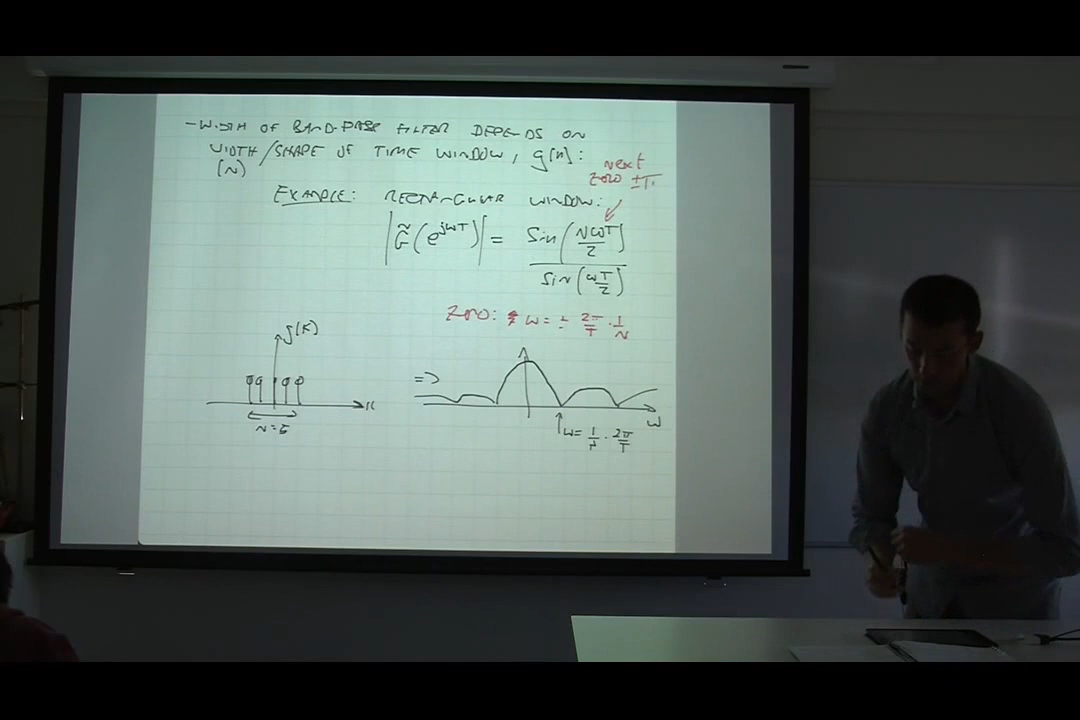 - WIDTH OF BAND-PASS FILTER DEPENDS ON
WIDTH/SHAPE OF TIME WINDOW, g[n]:
(N)
NEXT
ZERO ±π
EXAMPLE: RECTANGULAR WINDOW:
|G̃(e^{jωT})| = sin(NωT/2) / sin(ωT/2)
ZERO: ω = ± 2π/T · 1/N
g[k]
N=5
k
=>
ω
ω = 1/N · 2π/T